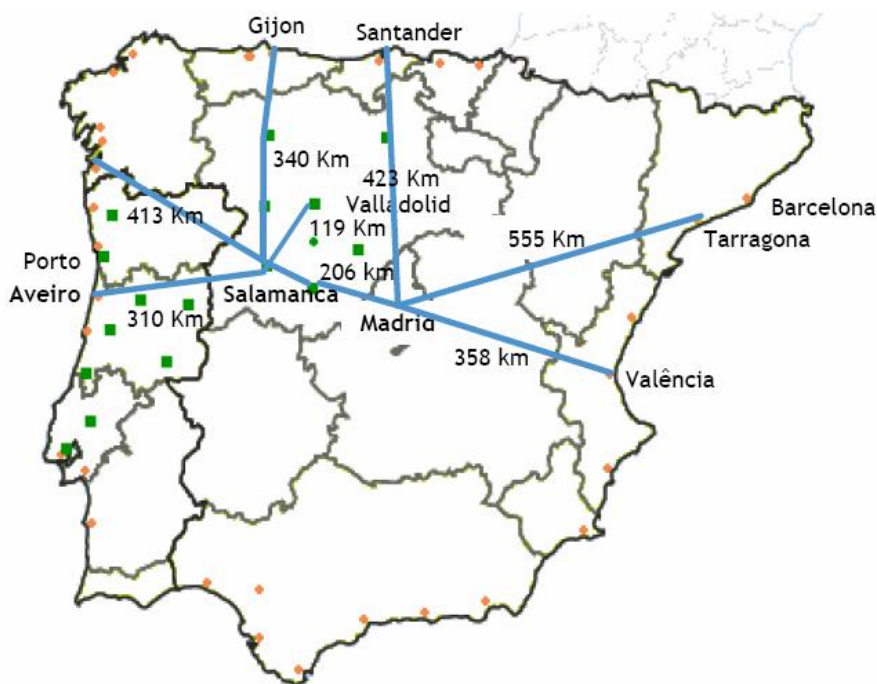 Gijon
Santander
340 Km
423 Km
Valladolid
413 Km
119 Km
Barcelona
555 Km
Tarragona
Porto
206 km
Aveiro
Salamanca
310 Km
Madrid
358 km
Valência